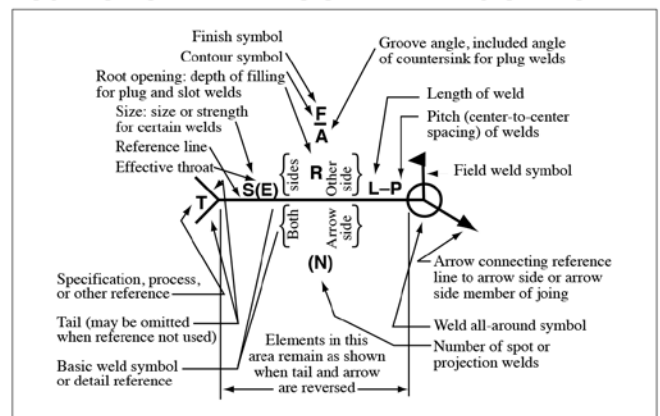 Finish symbol
Contour symbol
Root opening: depth of filling
for plug and slot welds
Size: size or strength
for certain welds
Reference line
Effective throat
Groove angle, included angle
of countersink for plug welds
Length of weld
Pitch (center-to-center
spacing) of welds
Field weld symbol
F
A
R
S(E)
sides
Other
side
L–P
T
Both
Arrow
side
(N)
Specification, process,
or other reference
Tail (may be omitted
when reference not used)
Basic weld symbol
or detail reference
Elements in this
area remain as shown
when tail and arrow
are reversed
Arrow connecting reference
line to arrow side or arrow
side member of joing
Weld all-around symbol
Number of spot or
projection welds